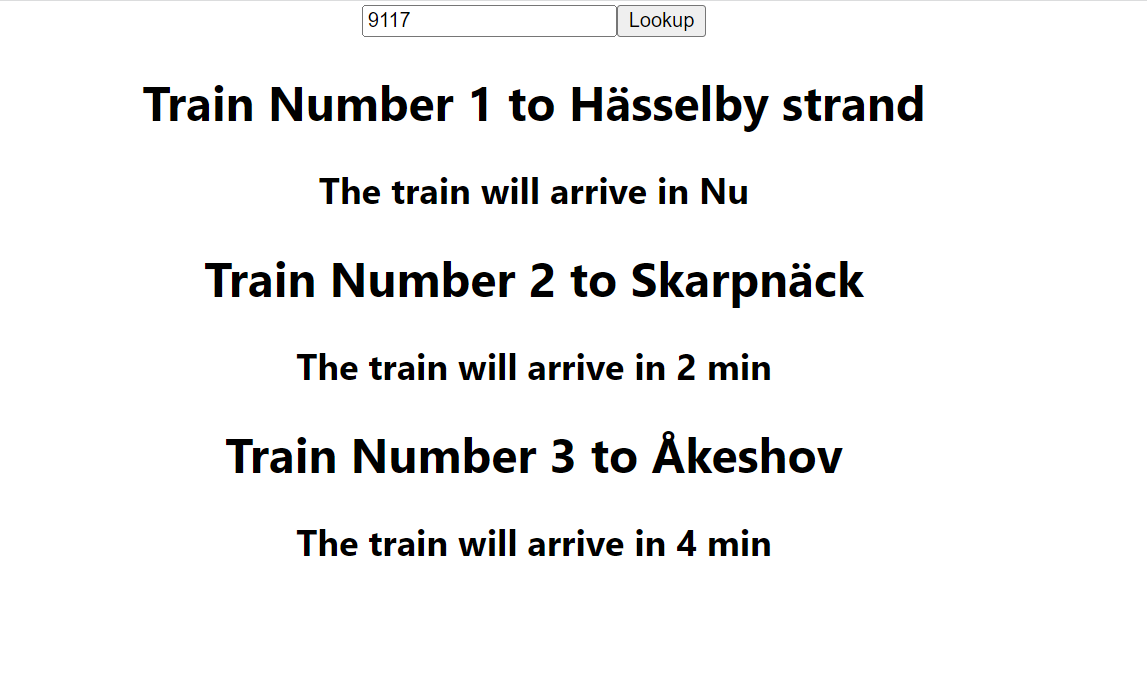 9117 Lookup
Train Number 1 to Hässelby strand
The train will arrive in Nu
Train Number 2 to Skarpnäck
The train will arrive in 2 min
Train Number 3 to Åkeshov
The train will arrive in 4 min